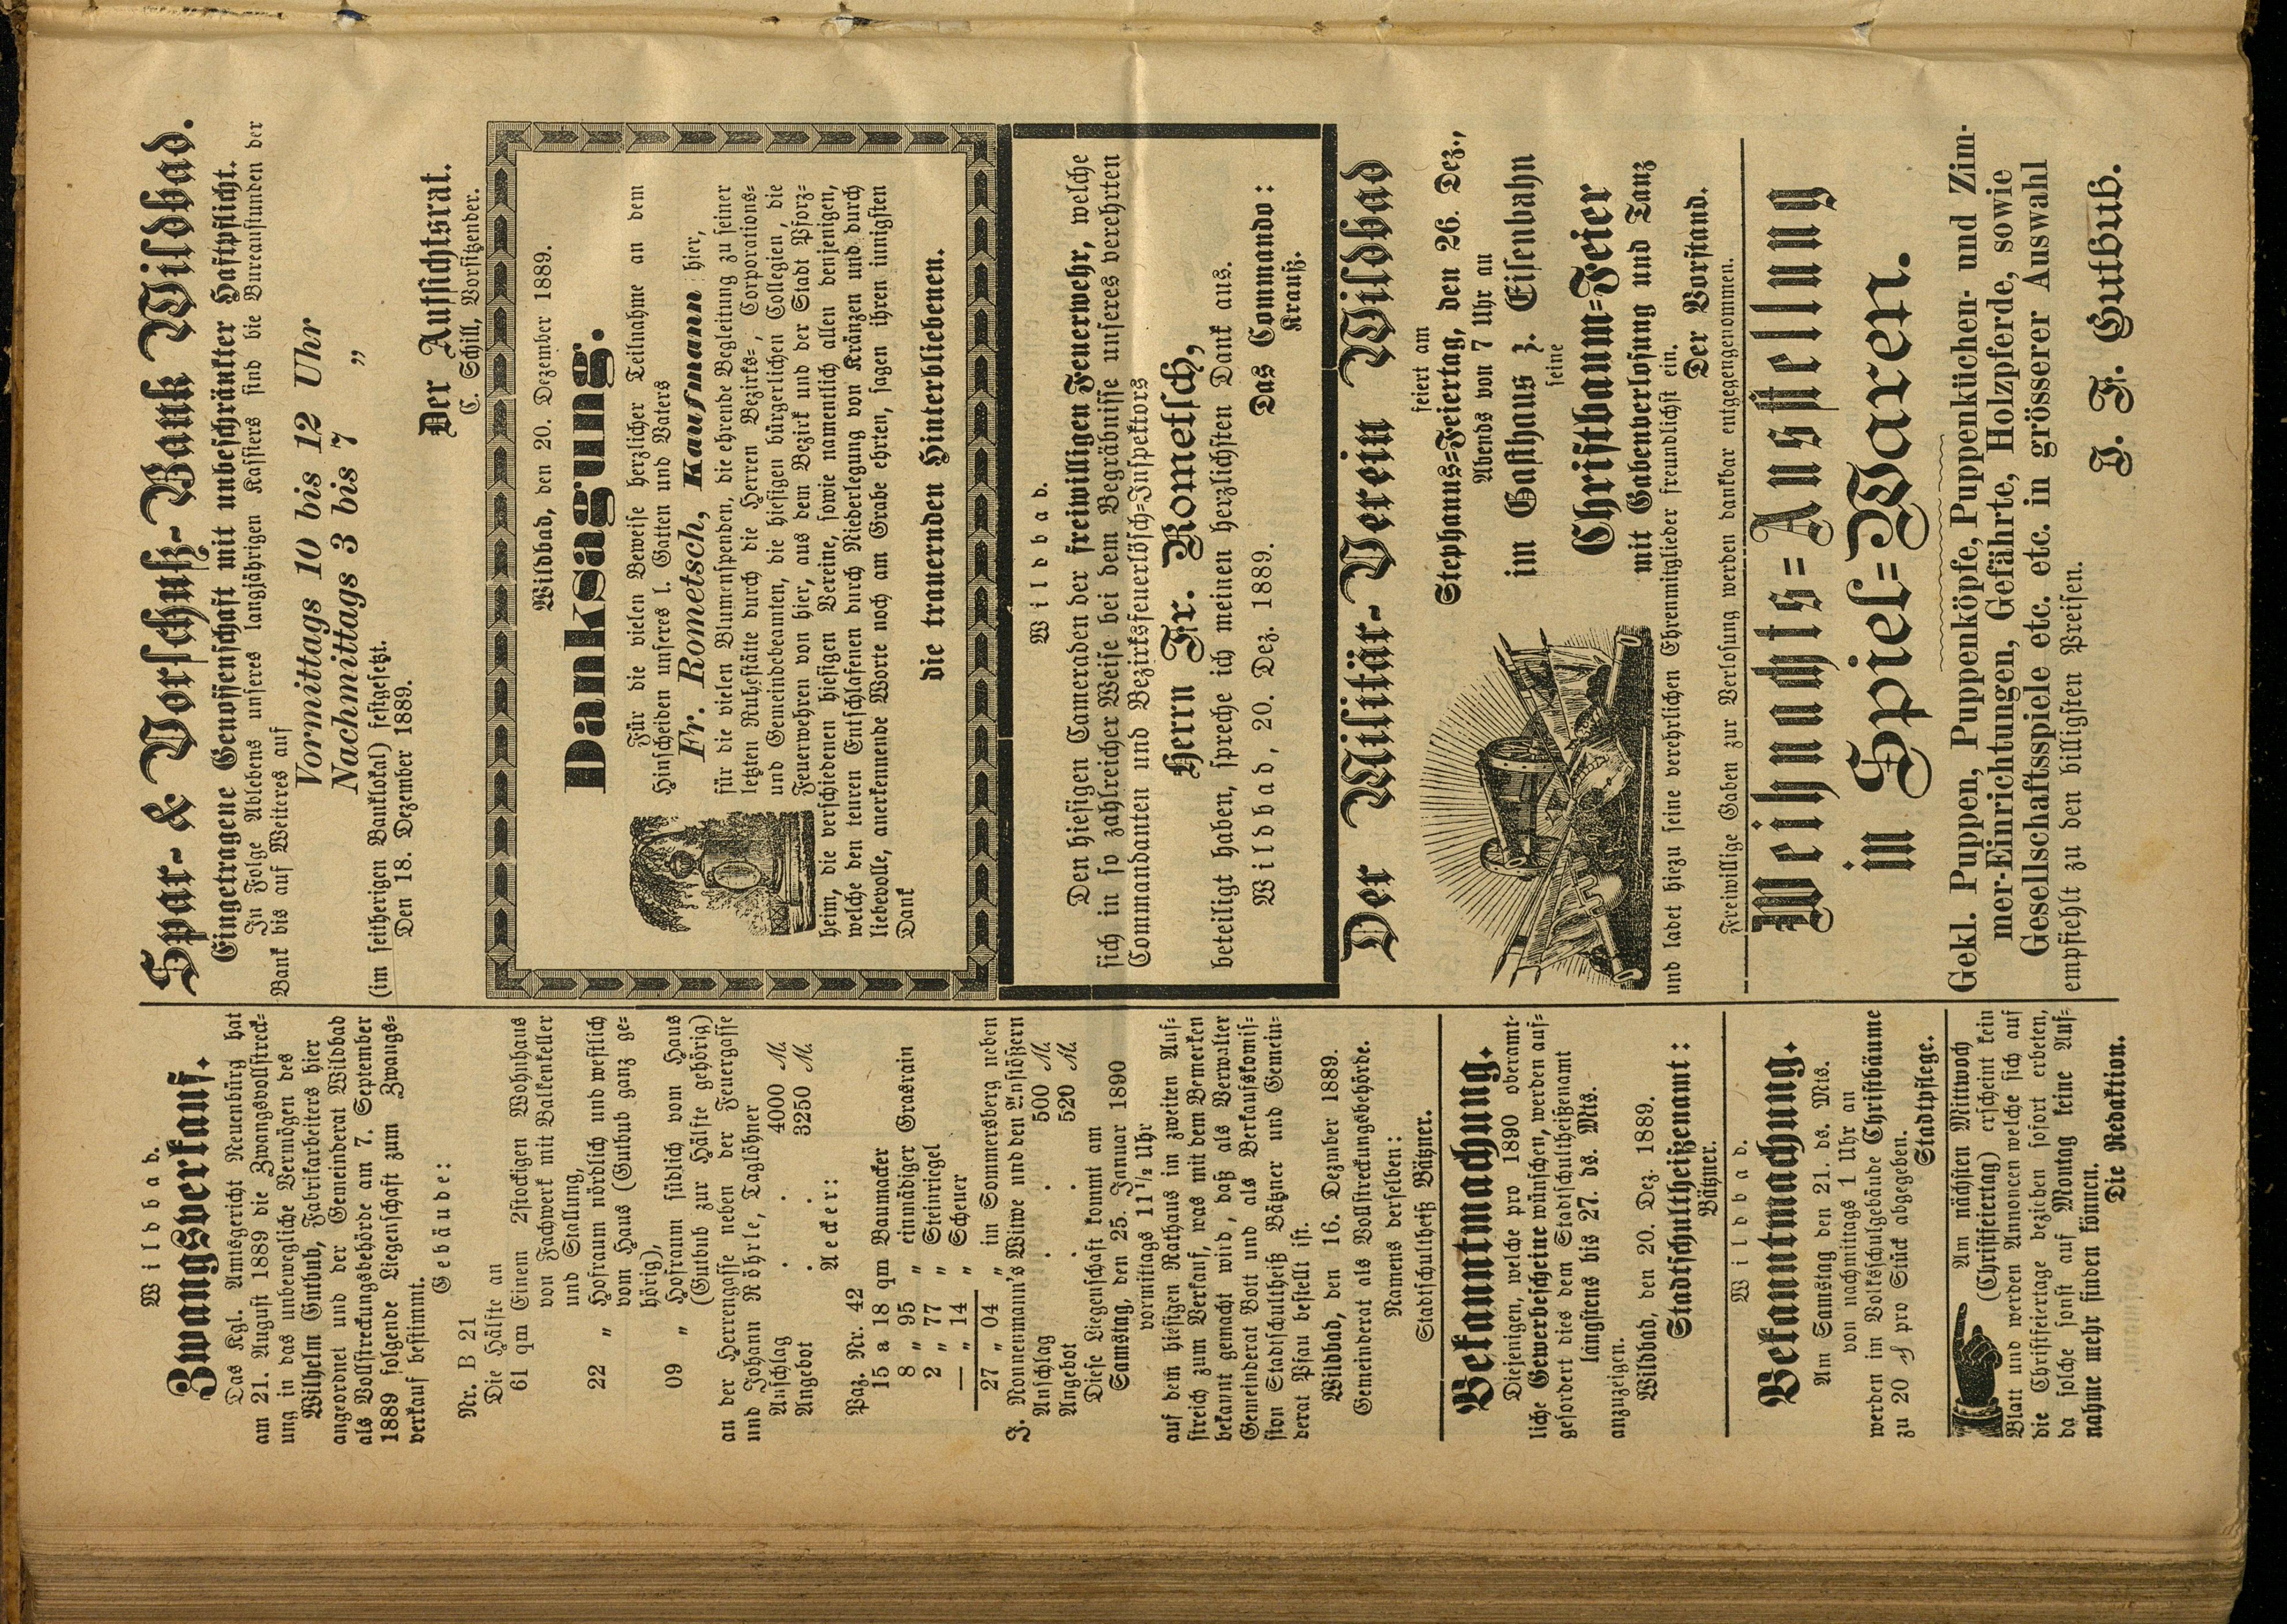 Wildbad.
Zwangsverkauf.
Das Kgl. Amtsgericht Neuenbürg hat
am 21. August 1889 die Zwangsvollstreck-
ung in das unbewegliche Vermögen des
Wilhelm Gutbub, Fabrikarbeiters hier
angeordnet und der Gemeinderat Wildbad
als Vollstreckungsbehörde am 7. September
1889 folgende Liegenschaft zum Zwangs-
verkauf bestimmt.
Gebäude:
Nr. B 21
Die Hälfte an
61 qm Einem 2stockigen Wohnhaus
von Fachwerk mit Balkenkeller
und Stallung,
22 „ Hofraum nördlich und westlich
vom Haus (Gutbub ganz ge-
hörig),
09 „ Hofraum südlich vom Haus
(Gutbub zur Hälfte gehörig)
an der Herrengasse neben der Feuergasse
und Johann Röhrle, Taglöhner
Anschlag . . 4000 M.
Angebot . . 3250 M.
Aecker:
Paz. Nr. 42
15 a 18 qm Baumacker
8 „ 95 „ einmädiger Grasrain
2 „ 77 „ Steinriegel
— „ 14 „ Scheuer
27 „ 04 „ im Sommersberg neben
J. Nonnenmann's Witwe und den Anstößern
Anschlag . . 500 M.
Angebot . . 520 M.
Diese Liegenschaft kommt am
Samstag, den 25. Januar 1890
vormittags 11½ Uhr
auf dem hiesigen Rathaus im zweiten Auf-
streich zum Verkauf, was mit dem Bemerken
bekannt gemacht wird, daß als Verwalter
Gemeinderat Bott und als Verkaufskomis-
sion Stadtschultheiß Bätzner und Gemein-
derat Pfau bestellt ist.
Wildbad, den 16. Dezmber 1889.
Gemeinderat als Vollstreckungsbehörde.
Namens derselben:
Stadtschultheiß Bätzner.
Bekanntmachung.
Diejenigen, welche pro 1890 oberamt-
liche Gewerbescheine wünschen, werden auf-
gefordert dies dem Stadtschultheißenamt
längstens bis 27. ds. Mts.
anzuzeigen.
Wildbad, den 20. Dez. 1889.
Stadtschultheißenamt:
Bätzner.
Wildbad.
Bekanntmachung.
Am Samstag den 21. ds. Mts.
von nachmittags 1 Uhr an
werden im Volksschulgebäude Christbäume
zu 20 ₰ pro Stück abgegeben.
Stadtpflege.
Am nächsten Mittwoch
(Christfeiertag) erscheint kein
Blatt und werden Annoncen welche sich auf
die Christfeiertage beziehen sofort erbeten,
da solche sonst auf Montag keine Auf-
nahme mehr finden können.
Die Redaktion.
Spar- & Vorschuß-Bank Wildbad.
Eingetragene Genossenschaft mit unbeschränkter Haftpflicht.
In Folge Ablebens unseres langjährigen Kassiers sind die Bureaustunden der
Bank bis auf Weiteres auf
Vormittags 10 bis 12 Uhr
Nachmittags 3 bis 7 „
(im seitherigen Banklokal) festgesetzt.
Den 18. Dezember 1889.
Der Aufsichtsrat.
C. Schill, Vorsitzender.
Wildbad, den 20. Dezember 1889.
Danksagung.
Für die vielen Beweise herzlicher Teilnahme an dem
Hinscheiden unseres l. Gatten und Vaters
Fr. Rometsch, Kaufmann hier,
für die vielen Blumenspenden, die ehrende Begleitung zu seiner
letzten Ruhestätte durch die Herren Bezirks-, Corporations-
und Gemeindebeamten, die hiesigen bürgerlichen Collegien, die
Feuerwehren von hier, aus dem Bezirk und der Stadt Pforz-
heim, die verschiedenen hiesigen Vereine, sowie namentlich allen denjenigen,
welche den teuren Entschlafenen durch Niederlegung von Kränzen und durch
liebevolle, anerkennende Worte noch am Grabe ehrten, sagen ihren innigsten
Dank
die trauernden Hinterbliebenen.
Wildbad.
Den hiesigen Cameraden der freiwilligen Feuerwehr, welche
sich in so zahlreicher Weise bei dem Begräbnisse unseres verehrten
Commandanten und Bezirksfeuerlösch-Inspektors
Herrn Fr. Rometsch,
beteiligt haben, spreche ich meinen herzlichsten Dank aus.
Wildbad, 20. Dez. 1889.
Das Commando:
Krauß.
Der Militär-Verein Wildbad
feiert am
Stephanus-Feiertag, den 26. Dez.,
Abends von 7 Uhr an
im Gasthaus z. Eisenbahn
seine
Christbaum-Feier
mit Gabenverlosung und Tanz
und ladet hiezu seine verehrlichen Ehrenmitglieder freundlichst ein.
Der Vorstand.
Freiwillige Gaben zur Verlosung werden dankbar entgegengenommen.
Weihnachts-Ausstellung
in Spiel-Waren.
Gekl. Puppen, Puppenköpfe, Puppenküchen- und Zim-
mer-Einrichtungen, Gefährte, Holzpferde, sowie
Gesellschaftsspiele etc. etc. in grösserer Auswahl
empfiehlt zu den billigsten Preisen.
J. F. Gutbub.